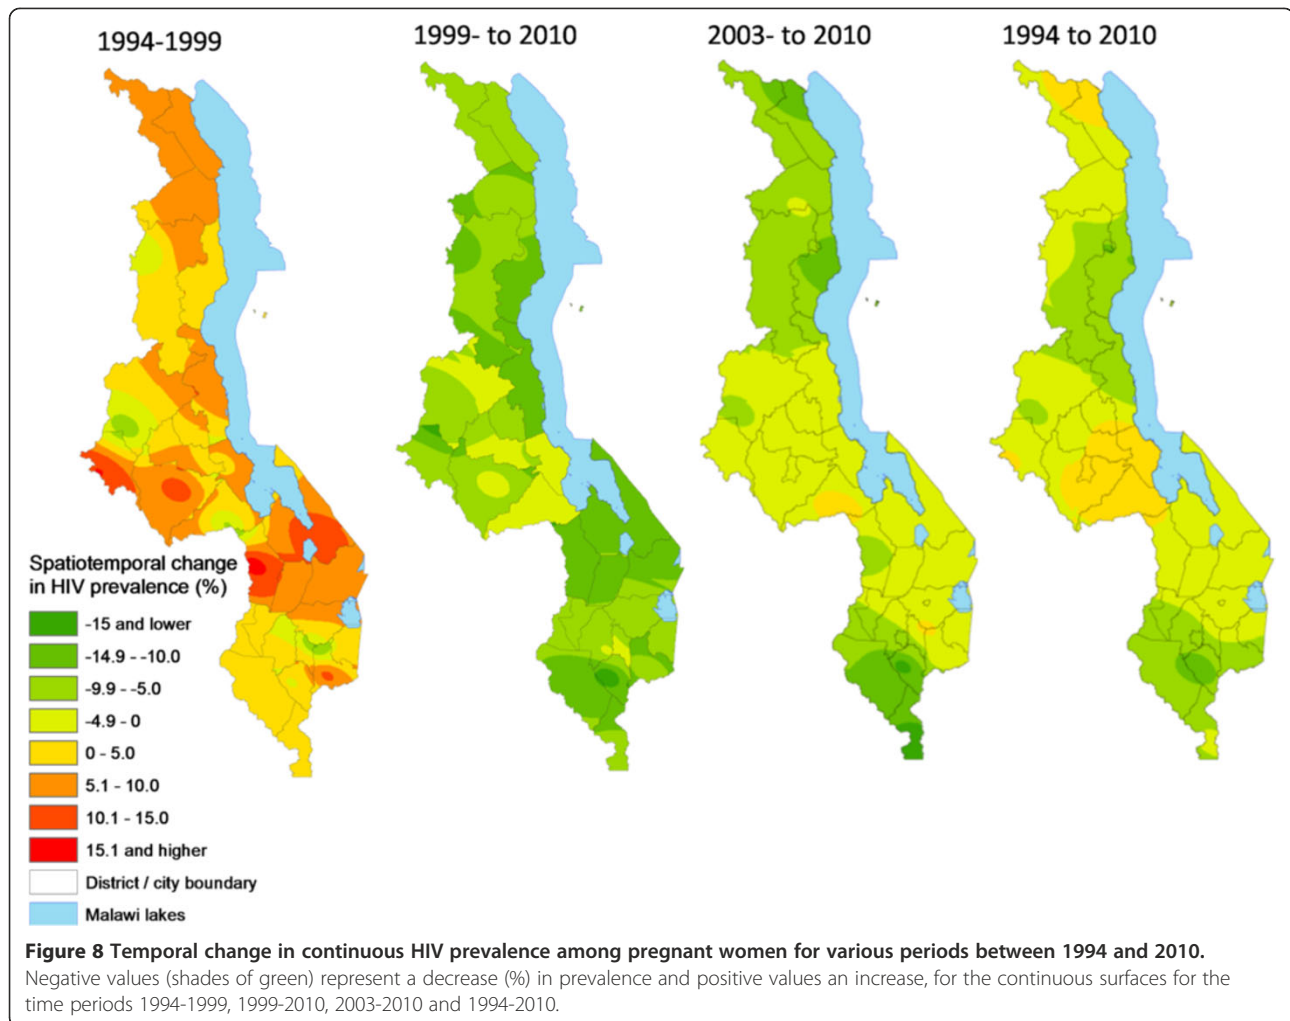 1994-1999
1999- to 2010
2003- to 2010
1994 to 2010
Spatiotemporal change
in HIV prevalence (%)
-15 and lower
-14.9 - -10.0
-9.9 - -5.0
-4.9 - 0
0 - 5.0
5.1 - 10.0
10.1 - 15.0
15.1 and higher
District / city boundary
Malawi lakes
Figure 8 Temporal change in continuous HIV prevalence among pregnant women for various periods between 1994 and 2010.
Negative values (shades of green) represent a decrease (%) in prevalence and positive values an increase, for the continuous surfaces for the
time periods 1994-1999, 1999-2010, 2003-2010 and 1994-2010.